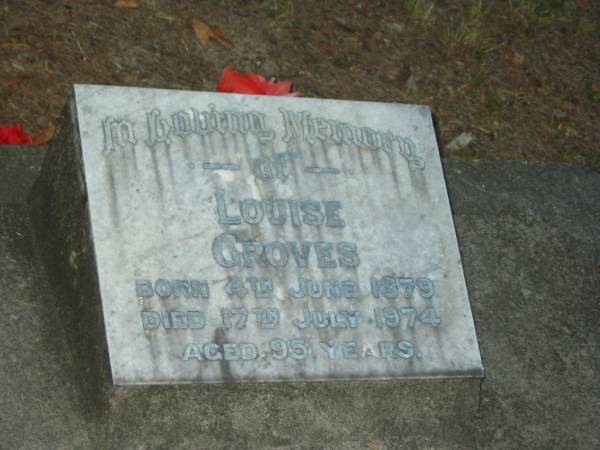 In Loving Memory
— of —
LOUISE
GROVES
BORN 4TH JUNE 1879
DIED 17TH JULY 1974
AGED 95 YEARS.